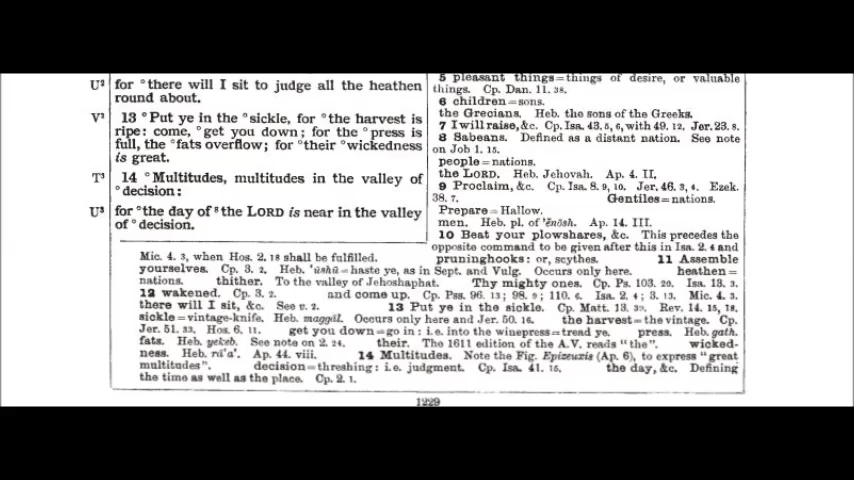 U² for °there will I sit to judge all the heathen
round about.
V¹ 13 °Put ye in the °sickle, for °the harvest is
ripe: come, °get you down; for the °press is
full, the °fats overflow; for °their °wickedness
is great.
T³ 14 °Multitudes, multitudes in the valley of
°decision:
U³ for °the day of ⁸the LORD is near in the valley
of °decision.
5 pleasant things=things of desire, or valuable
things. Cp. Dan. 11. 38.
6 children=sons.
the Grecians. Heb. the sons of the Greeks.
7 I will raise, &c. Cp. Isa. 43. 5, 6, with 49. 12, Jer. 23. 8.
8 Sabeans. Defined as a distant nation. See note
on Job 1. 15.
people=nations.
the LORD. Heb. Jehovah. Ap. 4. II.
9 Proclaim, &c. Cp. Isa. 8. 9, 10. Jer. 46. 3, 4. Ezek.
38. 7. Gentiles=nations.
Prepare=Hallow.
men. Heb. pl. of 'ĕnōsh. Ap. 14. III.
10 Beat your plowshares, &c. This precedes the
opposite command to be given after this in Isa. 2. 4 and
Mic. 4. 3, when Hos. 2. 18 shall be fulfilled. pruninghooks: or, scythes. 11 Assemble
yourselves. Cp. 3. 2. Heb. 'ūshū=haste ye, as in Sept. and Vulg. Occurs only here. heathen=
nations. thither. To the valley of Jehoshaphat. Thy mighty ones. Cp. Ps. 103. 20. Isa. 13. 3.
12 wakened. Cp. 3. 2. and come up. Cp. Pss. 96. 13; 98. 9; 110. 6. Isa. 2. 4; 3. 13. Mic. 4. 3.
there will I sit, &c. See v. 2. 13 Put ye in the sickle. Cp. Matt. 13. 39. Rev. 14. 15, 18.
sickle=vintage-knife. Heb. maggāl. Occurs only here and Jer. 50. 16. the harvest=the vintage. Cp.
Jer. 51. 33. Hos. 6. 11. get you down=go in: i.e. into the winepress=tread ye. press. Heb. gath.
fats. Heb. yekeb. See note on 2. 24. their. The 1611 edition of the A.V. reads "the". wicked-
ness. Heb. rā'a'. Ap. 44. viii. 14 Multitudes. Note the Fig. Epizeuxis (Ap. 6), to express "great
multitudes". decision=threshing: i.e. judgment. Cp. Isa. 41. 15. the day, &c. Defining
the time as well as the place. Cp. 2. 1.
1229